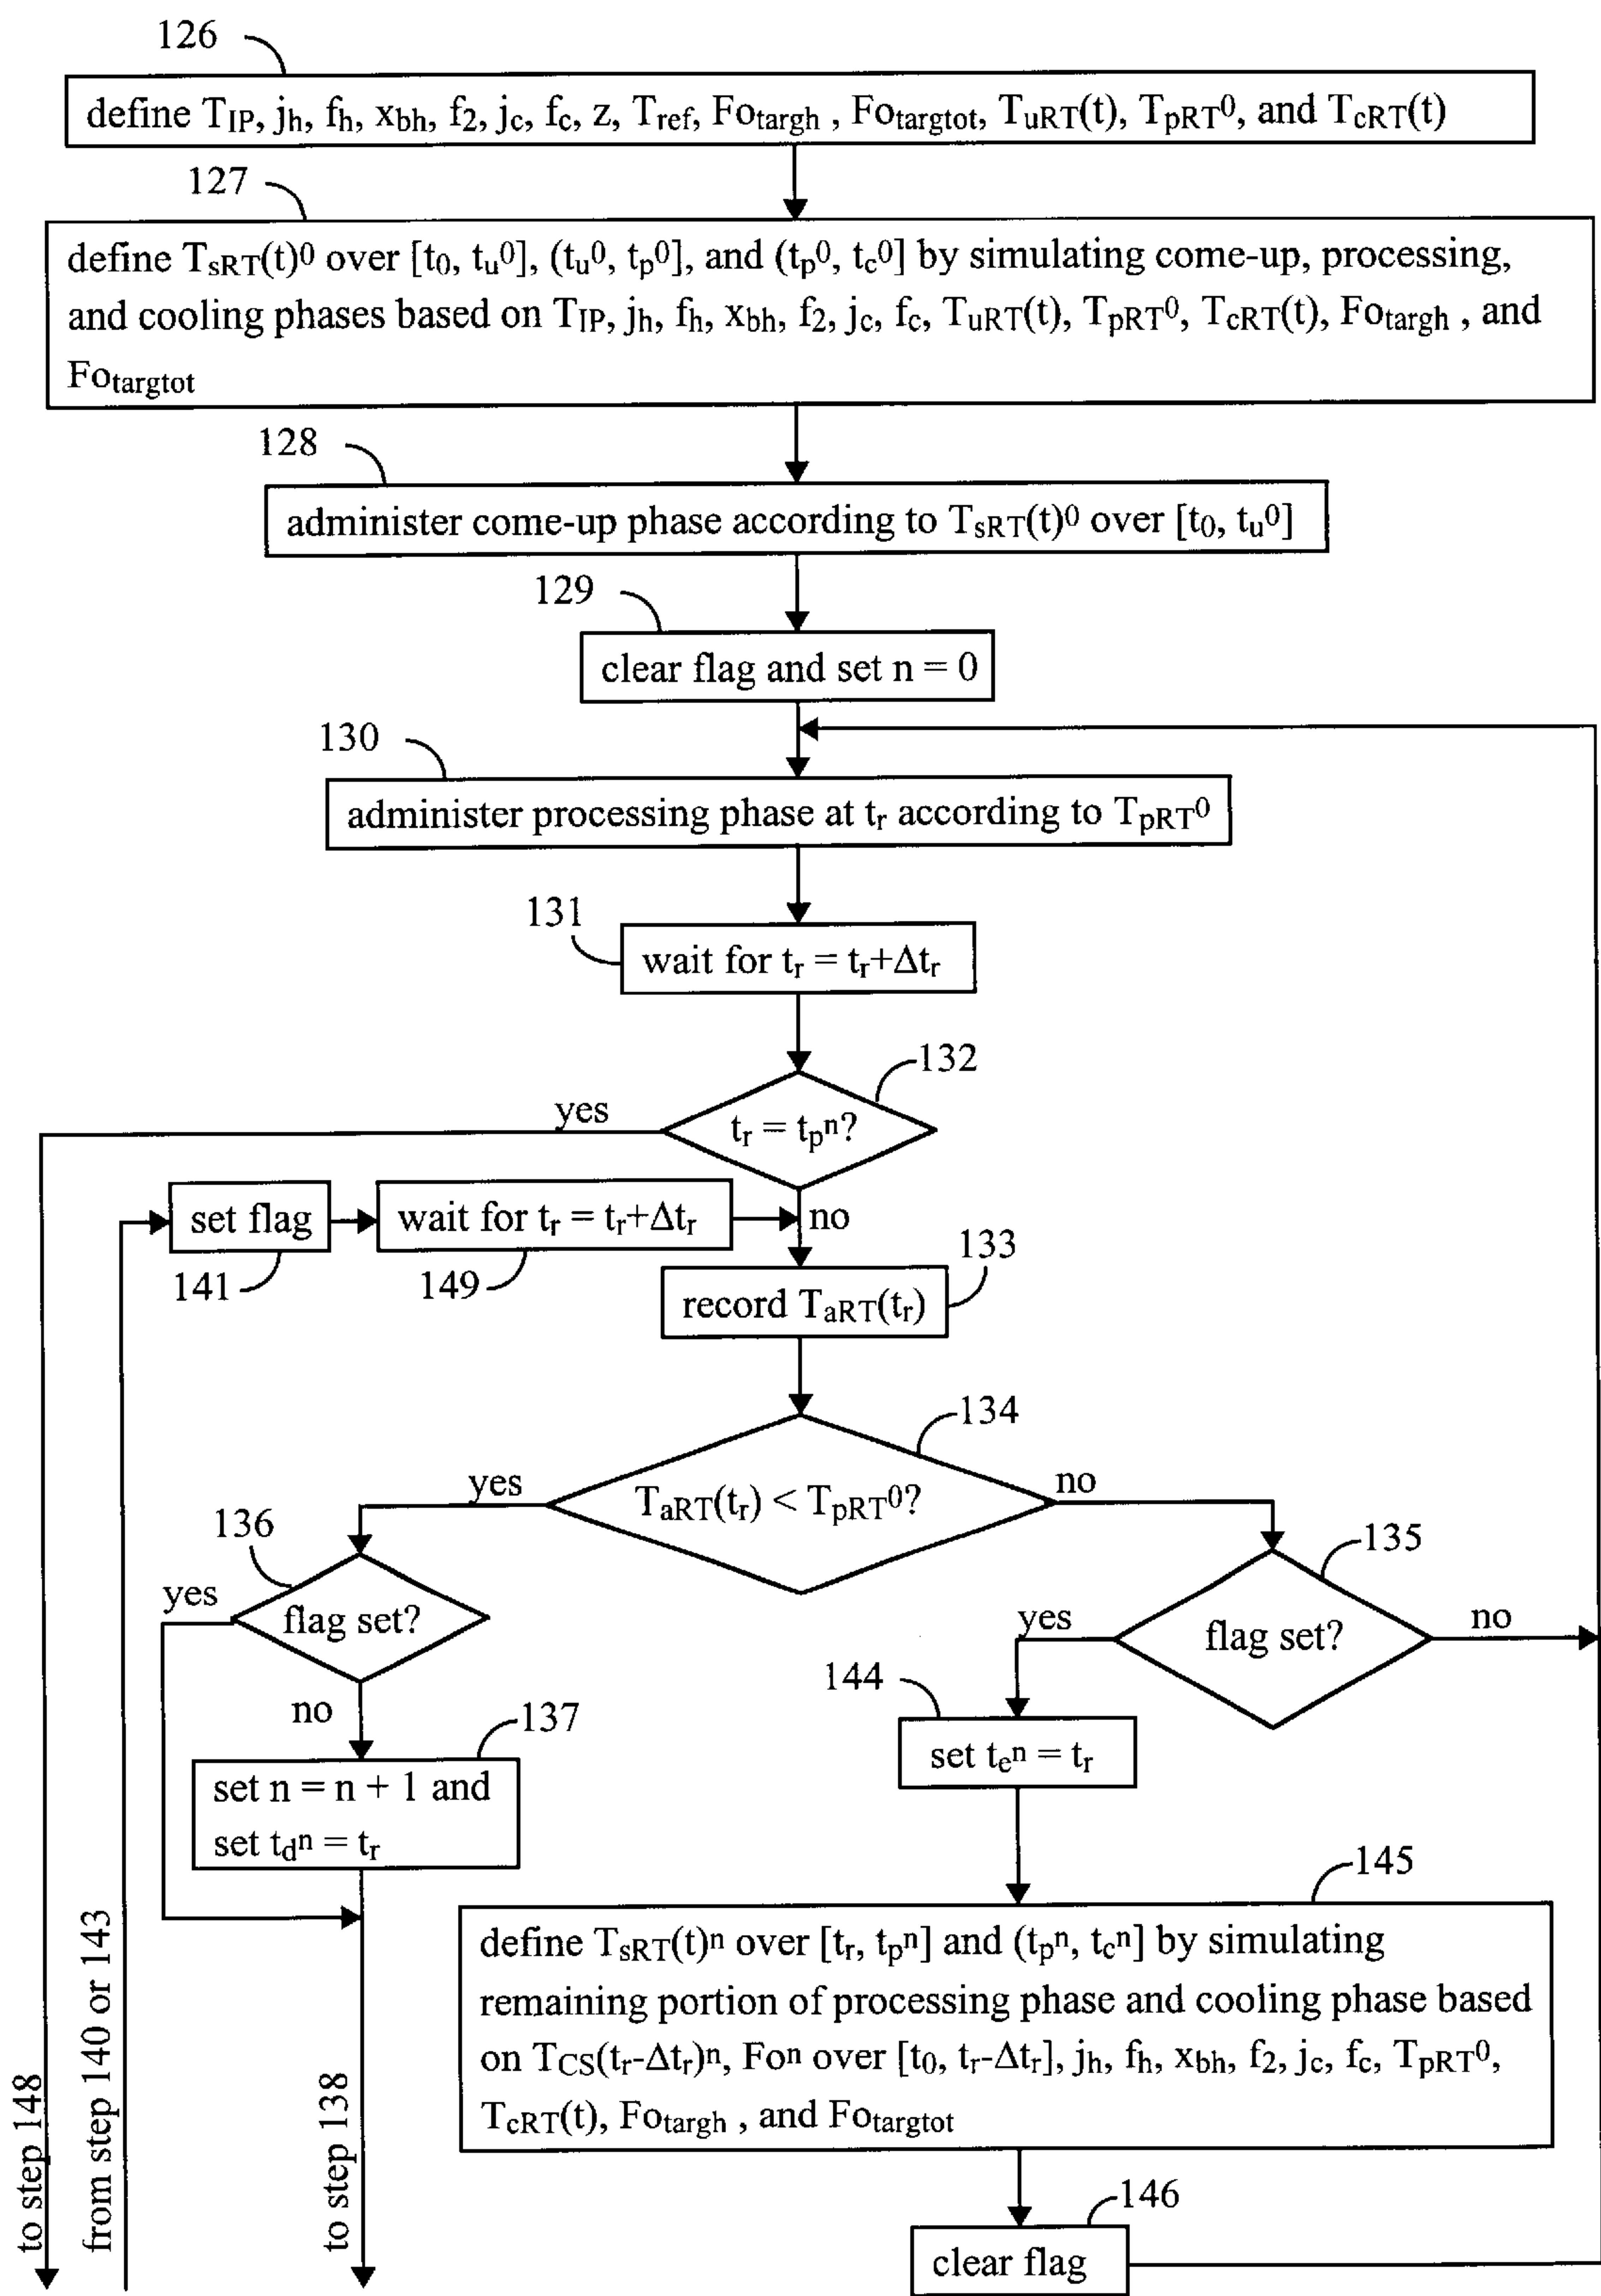 126
define T_IP, j_h, f_h, x_bh, f_2, j_c, f_c, z, T_ref, Fo_targh , Fo_targtot, T_uRT(t), T_pRT^0, and T_cRT(t)
127
define T_sRT(t)^0 over [t_0, t_u^0], (t_u^0, t_p^0], and (t_p^0, t_c^0] by simulating come-up, processing,
and cooling phases based on T_IP, j_h, f_h, x_bh, f_2, j_c, f_c, T_uRT(t), T_pRT^0, T_cRT(t), Fo_targh , and
Fo_targtot
128
administer come-up phase according to T_sRT(t)^0 over [t_0, t_u^0]
129
clear flag and set n = 0
130
administer processing phase at t_r according to T_pRT^0
131
wait for t_r = t_r+Δt_r
132
yes
t_r = t_p^n?
set flag
wait for t_r = t_r+Δt_r
no
141
149
133
record T_aRT(t_r)
134
yes
T_aRT(t_r) < T_pRT^0?
no
136
135
yes
flag set?
yes
flag set?
no
144
no
137
set t_e^n = t_r
set n = n + 1 and
set t_d^n = t_r
145
define T_sRT(t)^n over [t_r, t_p^n] and (t_p^n, t_c^n] by simulating
remaining portion of processing phase and cooling phase based
on T_CS(t_r-Δt_r)^n, Fo^n over [t_0, t_r-Δt_r], j_h, f_h, x_bh, f_2, j_c, f_c, T_pRT^0,
T_cRT(t), Fo_targh , and Fo_targtot
146
clear flag
to step 148
from step 140 or 143
to step 138